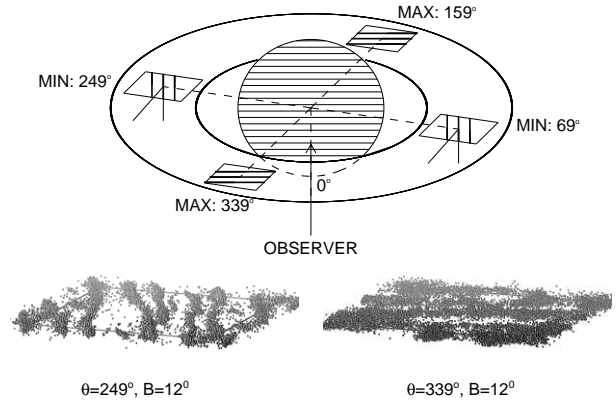 MAX: 159°
MIN: 249°
MIN: 69°
0°
MAX: 339°
OBSERVER
θ=249°, B=12⁰
θ=339°, B=12⁰